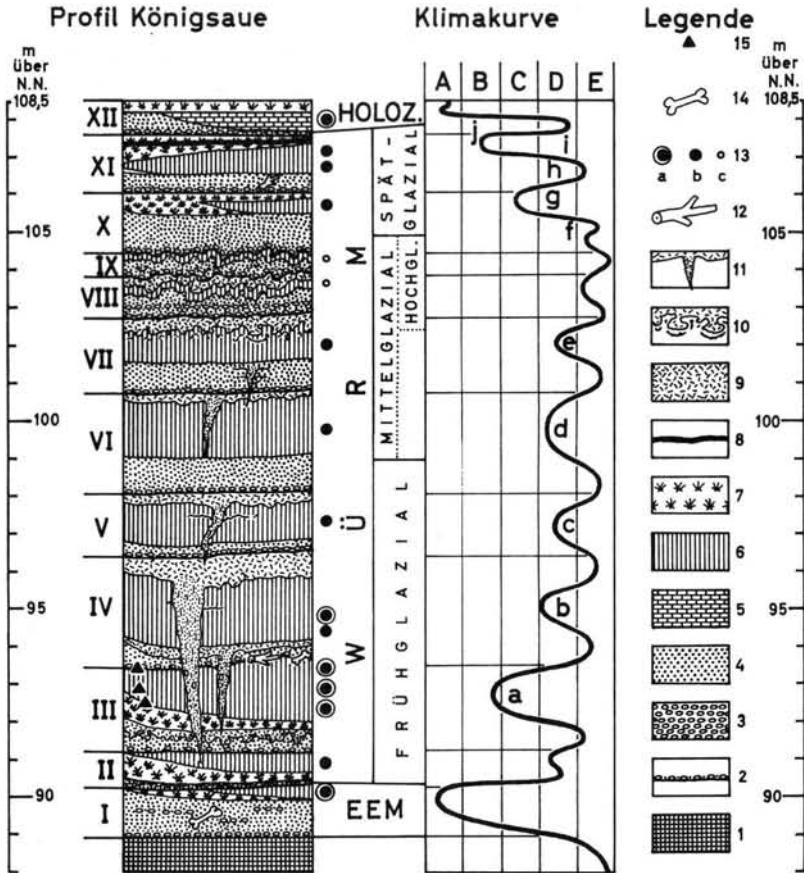 Profil Königsaue
Klimakurve
Legende
m
über
N.N.
108,5
105
100
95
90
XII
XI
X
IX
VIII
VII
VI
V
IV
III
II
I
HOLOZ.
WÜRM
SPÄT-
GLAZIAL
HOCHGL.
MITTELGLAZIAL
FRÜHGLAZIAL
EEM
A B C D E
j
i
h
g
f
e
d
c
b
a
m
über
N.N.
108,5
105
100
95
90
15
14
13
a b c
12
11
10
9
8
7
6
5
4
3
2
1